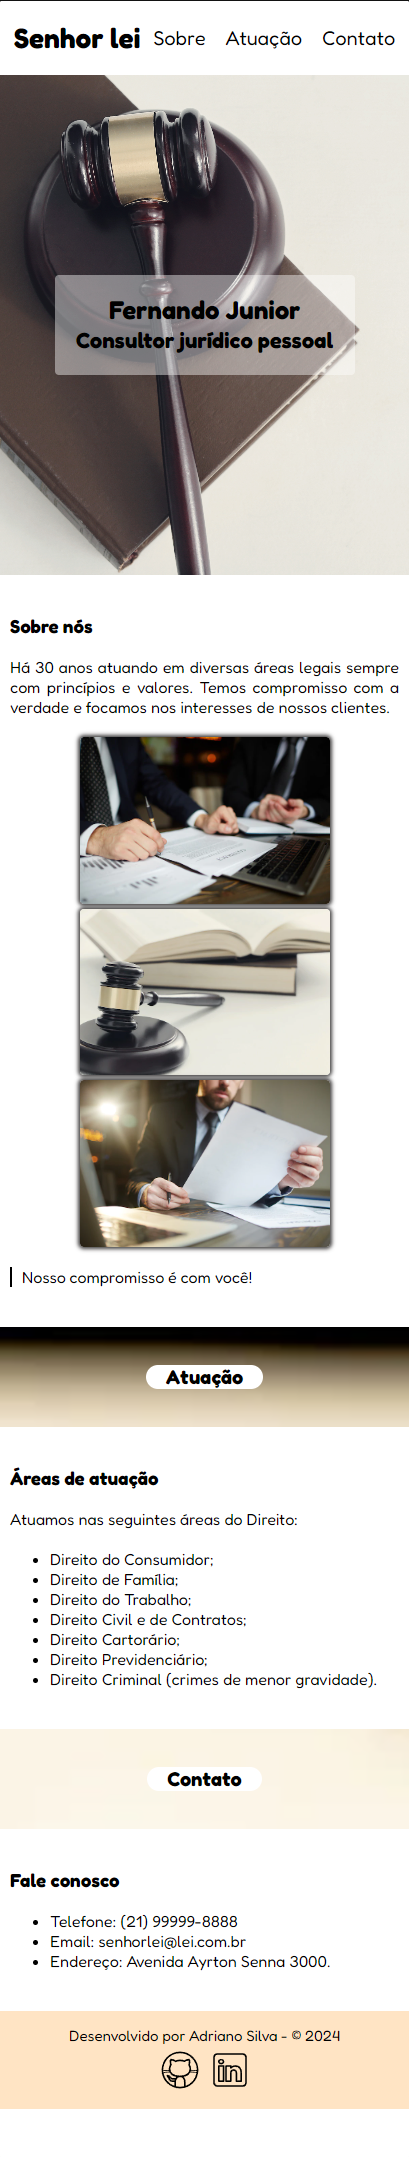 Senhor lei Sobre Atuação Contato
Fernando Junior
Consultor jurídico pessoal
Sobre nós
Há 30 anos atuando em diversas áreas legais sempre
com princípios e valores. Temos compromisso com a
verdade e focamos nos interesses de nossos clientes.
Nosso compromisso é com você!
Atuação
Áreas de atuação
Atuamos nas seguintes áreas do Direito:
• Direito do Consumidor;
• Direito de Família;
• Direito do Trabalho;
• Direito Civil e de Contratos;
• Direito Cartorário;
• Direito Previdenciário;
• Direito Criminal (crimes de menor gravidade).
Contato
Fale conosco
• Telefone: (21) 99999-8888
• Email: senhorlei@lei.com.br
• Endereço: Avenida Ayrton Senna 3000.
Desenvolvido por Adriano Silva - © 2024
in